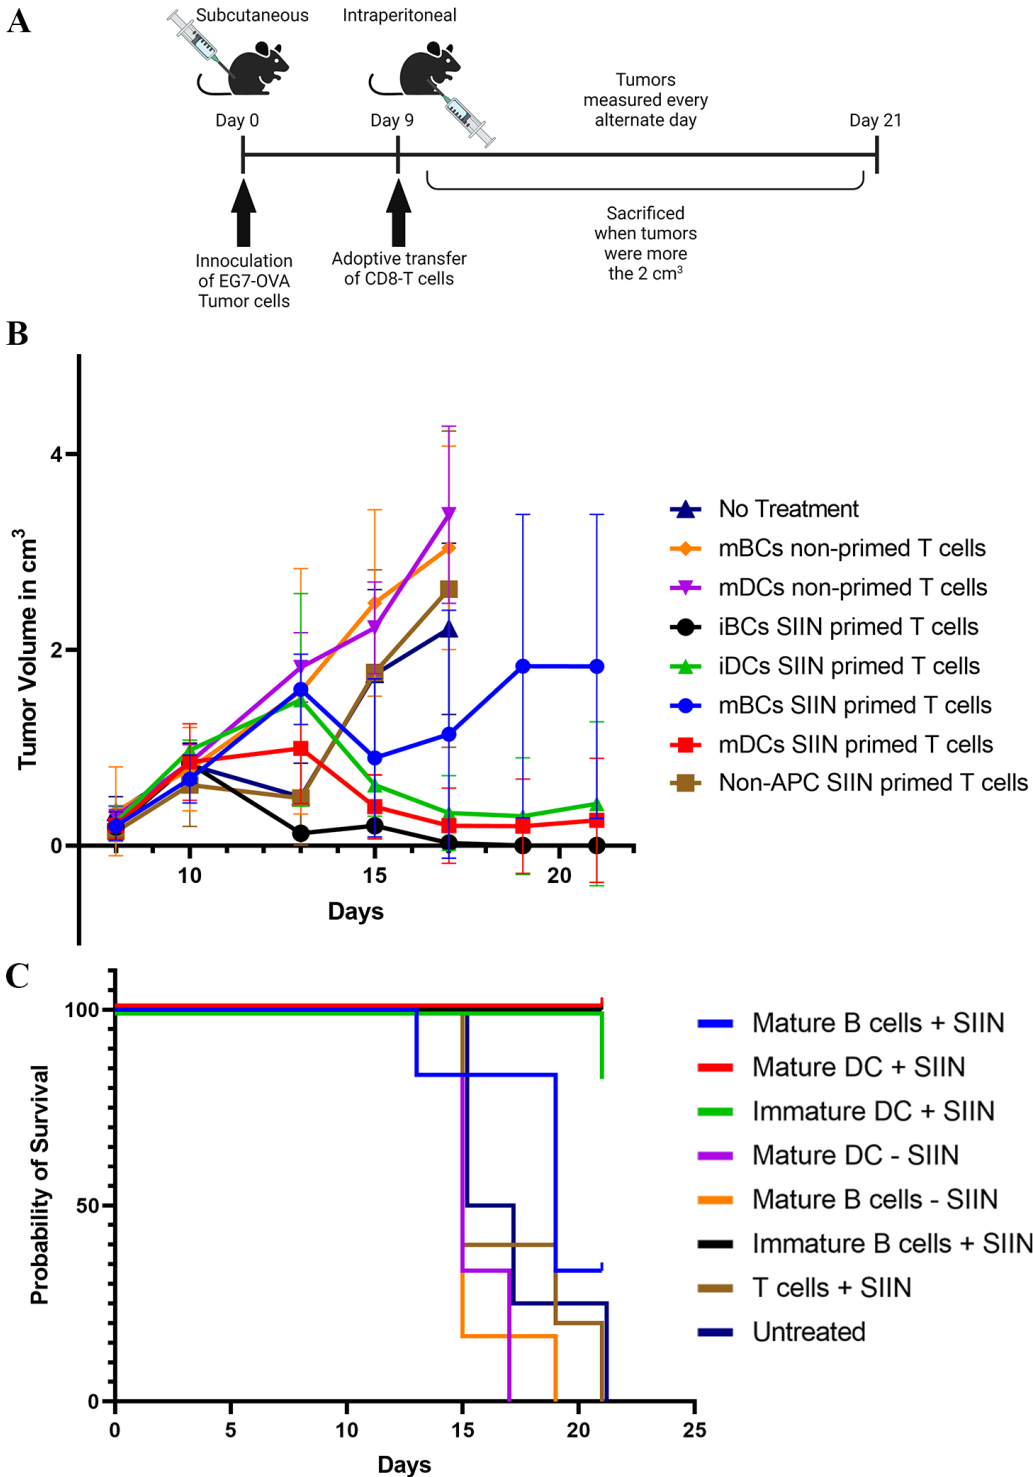 A
Subcutaneous
Intraperitoneal
Day 0
Day 9
Tumors
measured every
alternate day
Day 21
Innoculation
of EG7-OVA
Tumor cells
Adoptive transfer
of CD8-T cells
Sacrificed
when tumors
were more
the 2 cm³
B
Tumor Volume in cm³
4
2
0
10
15
20
Days
No Treatment
mBCs non-primed T cells
mDCs non-primed T cells
iBCs SIIN primed T cells
iDCs SIIN primed T cells
mBCs SIIN primed T cells
mDCs SIIN primed T cells
Non-APC SIIN primed T cells
C
Probability of Survival
100
50
0
0
5
10
15
20
25
Days
Mature B cells + SIIN
Mature DC + SIIN
Immature DC + SIIN
Mature DC - SIIN
Mature B cells - SIIN
Immature B cells + SIIN
T cells + SIIN
Untreated